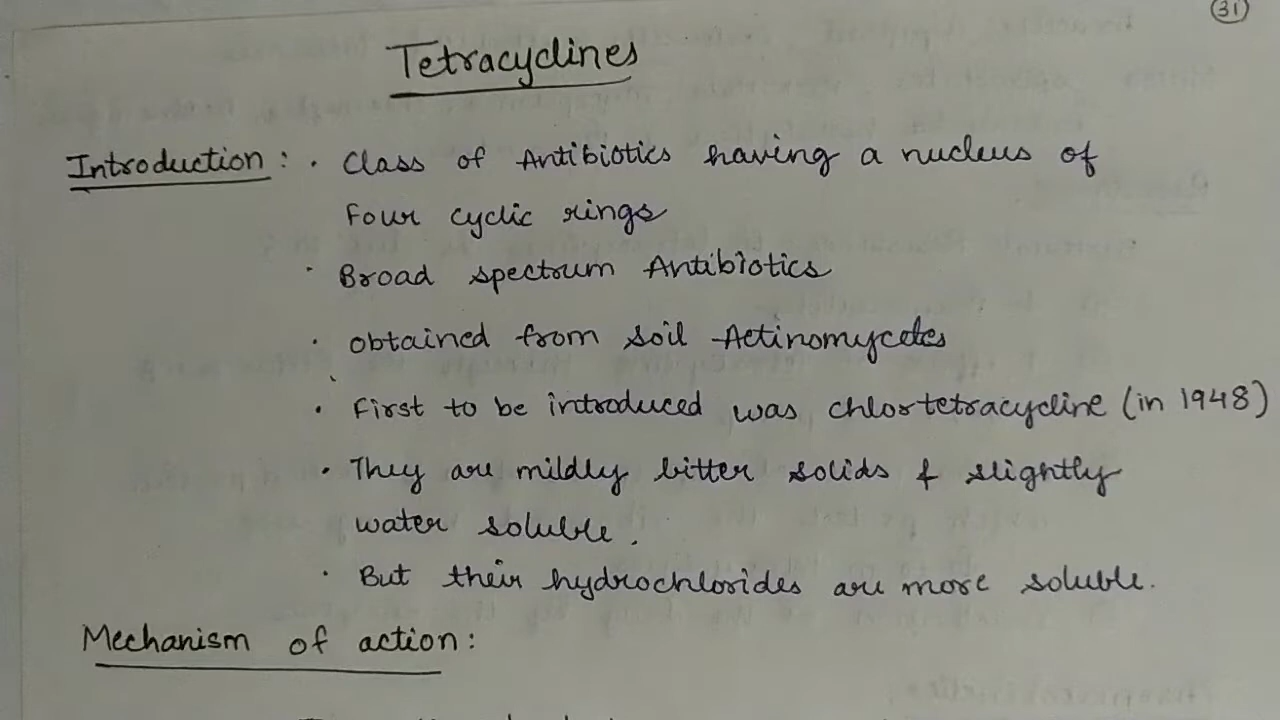 31
Tetracyclines
Introduction: • Class of Antibiotics having a nucleus of
Four cyclic rings
• Broad spectrum Antibiotics
• obtained from soil Actinomycetes
• First to be introduced was chlortetracycline (in 1948)
• They are mildly bitter solids & slightly
water soluble.
• But their hydrochlorides are more soluble.
Mechanism of action: